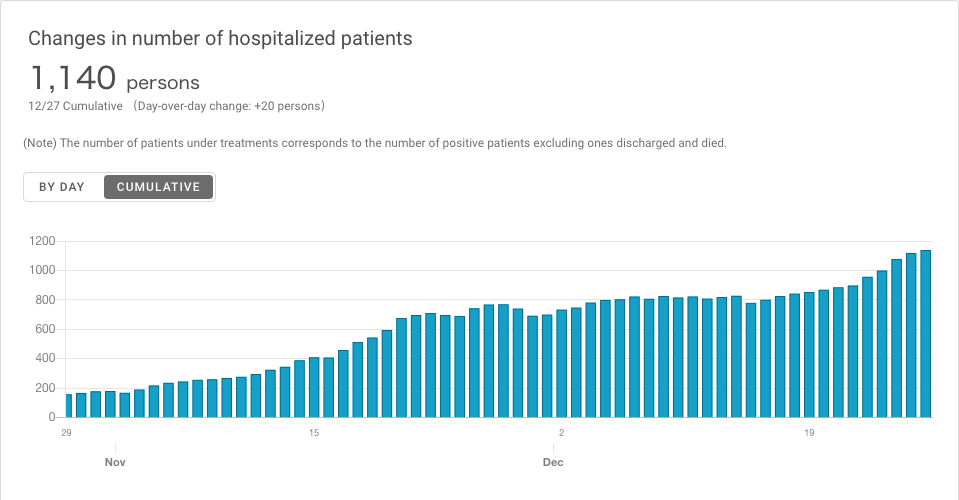 Changes in number of hospitalized patients
1,140 persons
12/27 Cumulative (Day-over-day change: +20 persons)
(Note) The number of patients under treatments corresponds to the number of positive patients excluding ones discharged and died.
BY DAY CUMULATIVE
1200
1000
800
600
400
200
0
29 15 2 19
Nov Dec